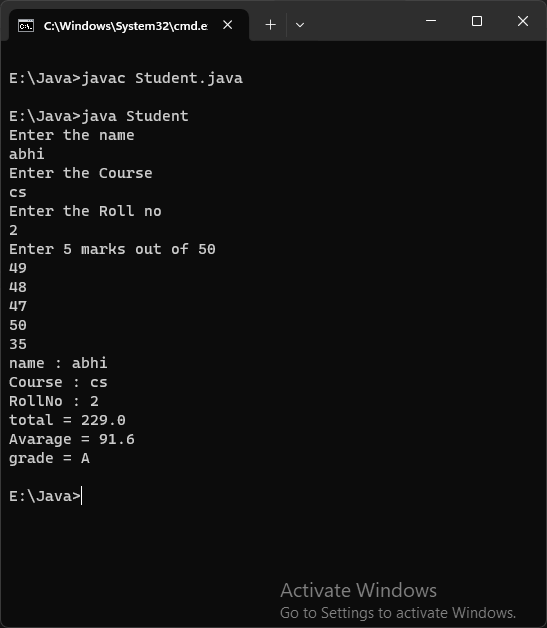 C:\Windows\System32\cmd.e
E:\Java>javac Student.java
E:\Java>java Student
Enter the name
abhi
Enter the Course
cs
Enter the Roll no
2
Enter 5 marks out of 50
49
48
47
50
35
name : abhi
Course : cs
RollNo : 2
total = 229.0
Avarage = 91.6
grade = A
E:\Java>
Activate Windows
Go to Settings to activate Windows.